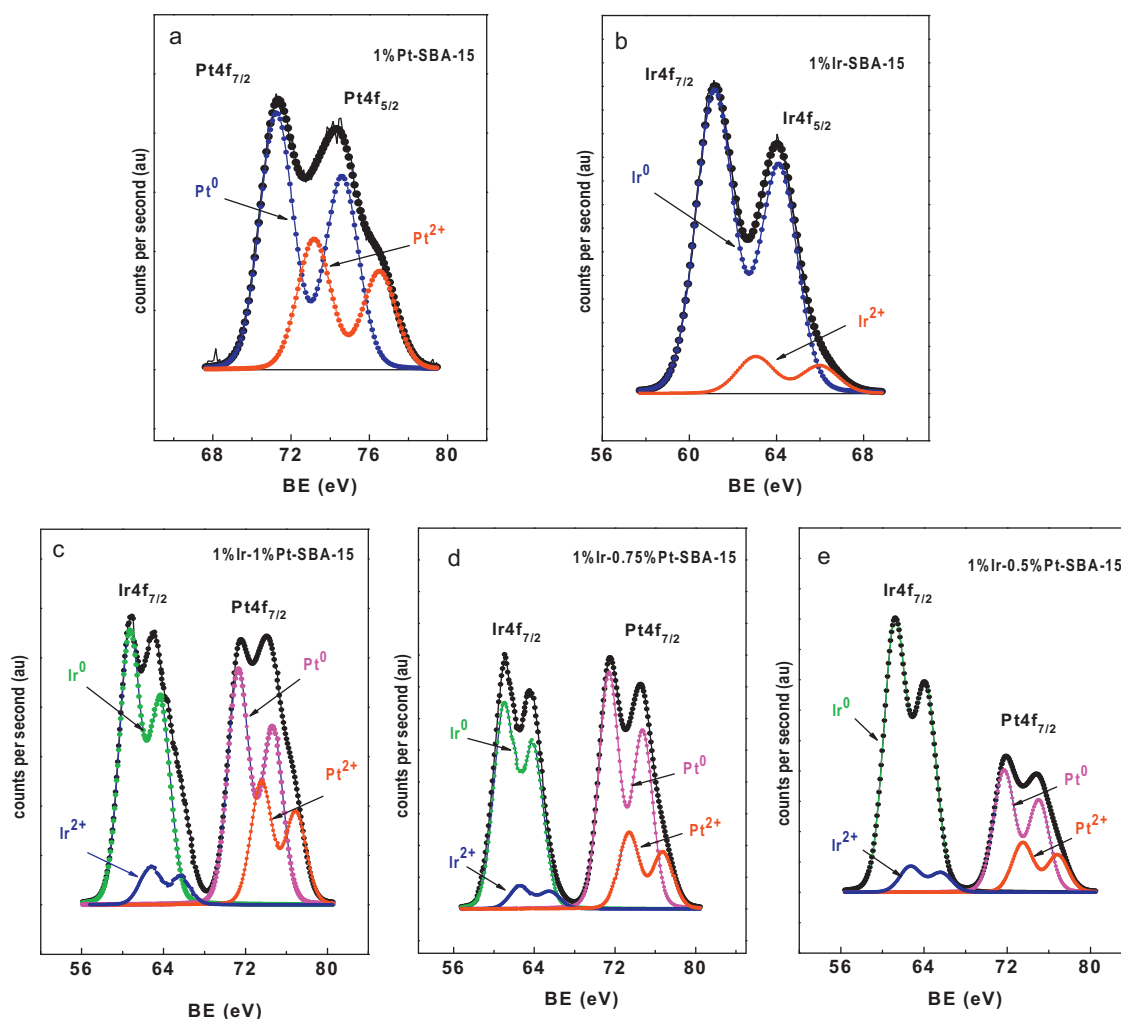 a
1%Pt-SBA-15
Pt4f7/2
Pt4f5/2
Pt0
Pt2+
counts per second (au)
68 72 76 80
BE (eV)
b
1%Ir-SBA-15
Ir4f7/2
Ir4f5/2
Ir0
Ir2+
counts per second (au)
56 60 64 68
BE (eV)
c
1%Ir-1%Pt-SBA-15
Ir4f7/2
Pt4f7/2
Ir0
Pt0
Pt2+
Ir2+
counts per second (au)
56 64 72 80
BE (eV)
d
1%Ir-0.75%Pt-SBA-15
Ir4f7/2
Pt4f7/2
Ir0
Pt0
Pt2+
Ir2+
counts per second (au)
56 64 72 80
BE (eV)
e
1%Ir-0.5%Pt-SBA-15
Ir4f7/2
Pt4f7/2
Ir0
Pt0
Pt2+
Ir2+
counts per second (au)
56 64 72 80
BE (eV)